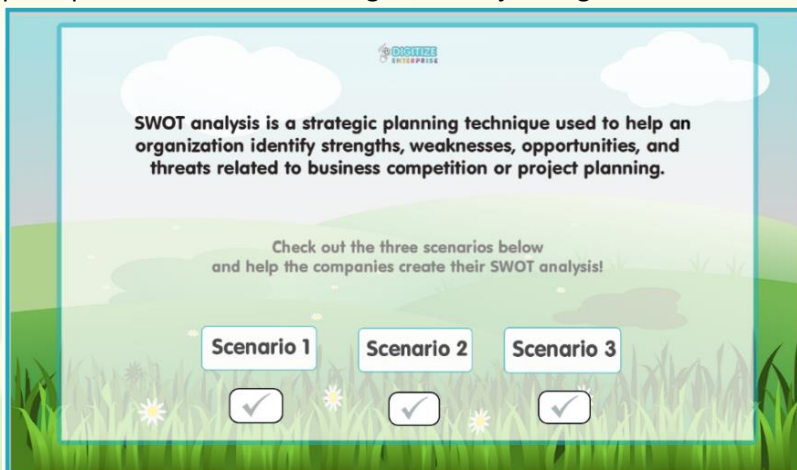 DIGITIZE
ENTERPRISE
SWOT analysis is a strategic planning technique used to help an
organization identify strengths, weaknesses, opportunities, and
threats related to business competition or project planning.
Check out the three scenarios below
and help the companies create their SWOT analysis!
Scenario 1
Scenario 2
Scenario 3